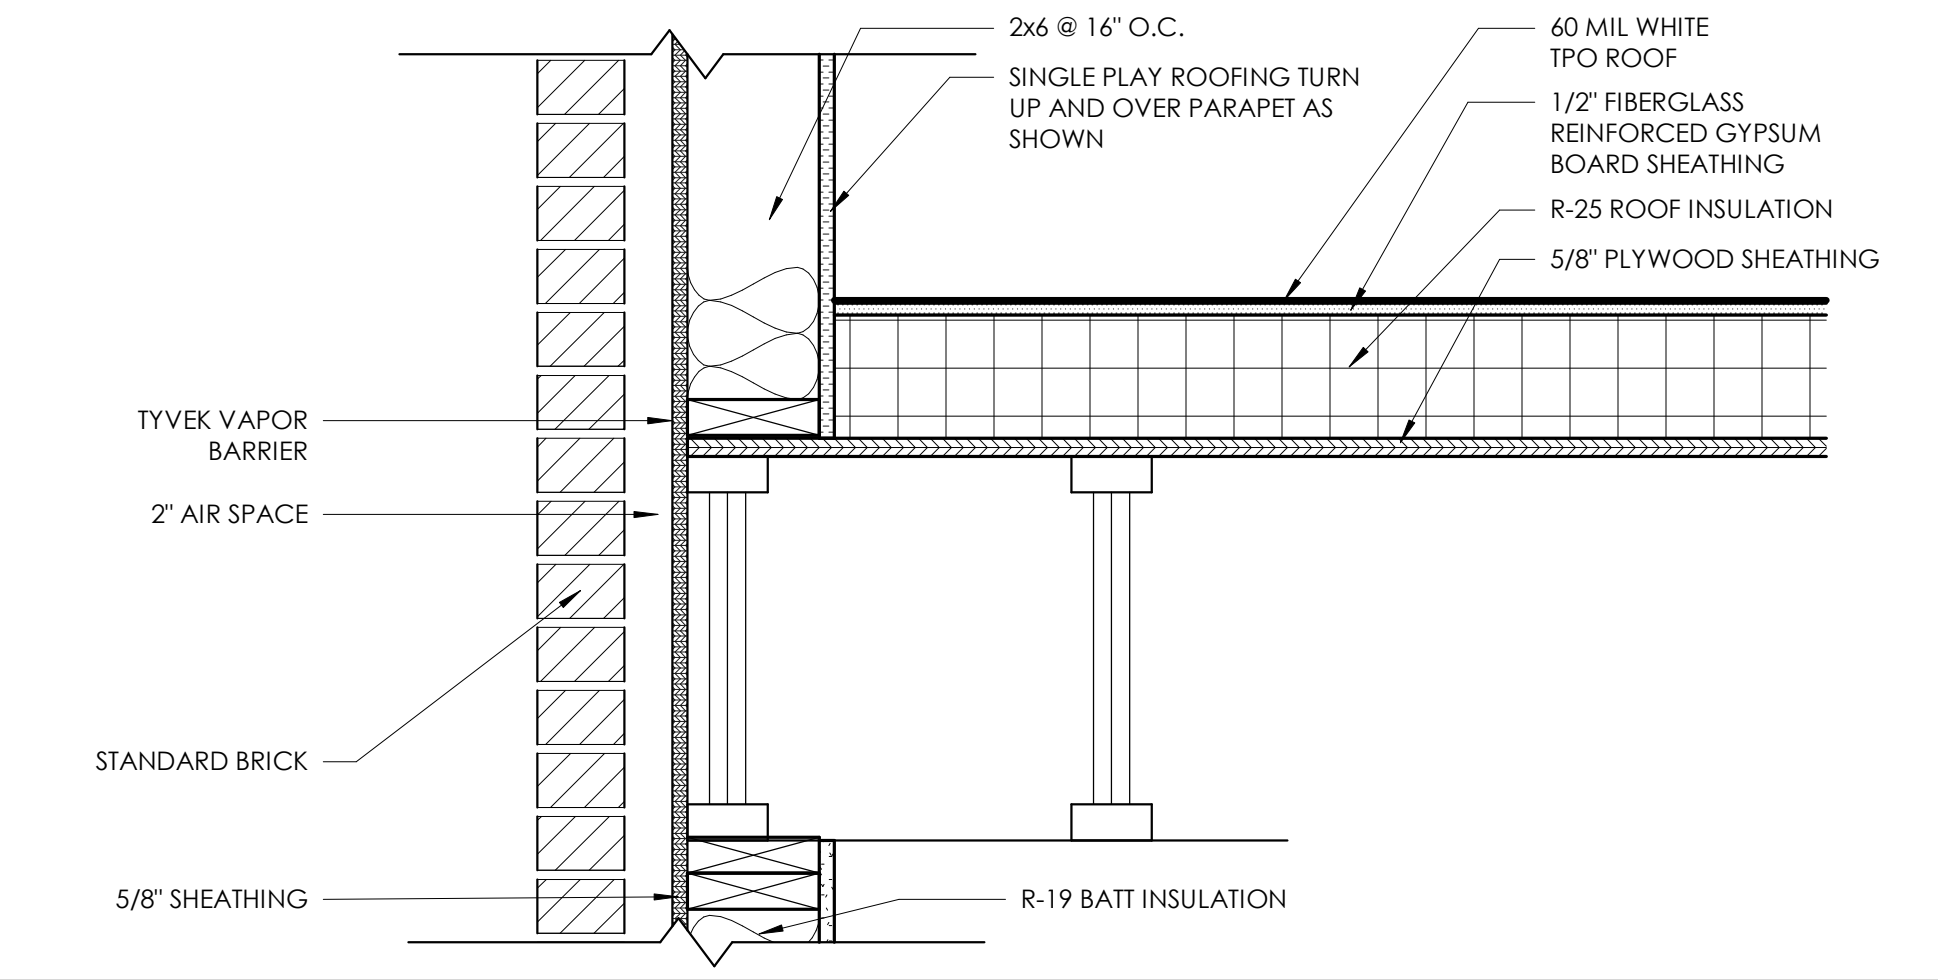 2x6 @ 16" O.C.
SINGLE PLAY ROOFING TURN
UP AND OVER PARAPET AS
SHOWN
60 MIL WHITE
TPO ROOF
1/2" FIBERGLASS
REINFORCED GYPSUM
BOARD SHEATHING
R-25 ROOF INSULATION
5/8" PLYWOOD SHEATHING
TYVEK VAPOR
BARRIER
2" AIR SPACE
STANDARD BRICK
5/8" SHEATHING
R-19 BATT INSULATION